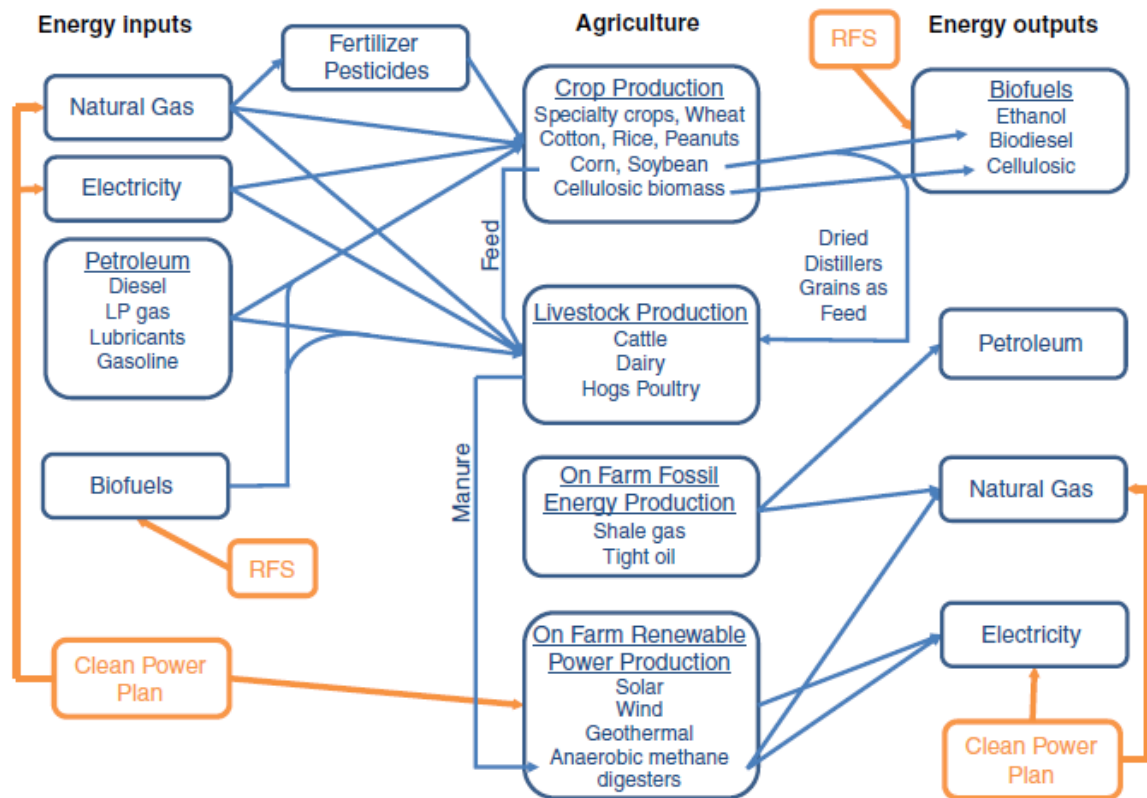 Energy inputs
Agriculture
Energy outputs
Natural Gas
Electricity
Petroleum
Diesel
LP gas
Lubricants
Gasoline
Biofuels
RFS
Clean Power
Plan
Fertilizer
Pesticides
Crop Production
Specialty crops, Wheat
Cotton, Rice, Peanuts
Corn, Soybean
Cellulosic biomass
Feed
Livestock Production
Cattle
Dairy
Hogs Poultry
Manure
On Farm Fossil
Energy Production
Shale gas
Tight oil
On Farm Renewable
Power Production
Solar
Wind
Geothermal
Anaerobic methane
digesters
Dried
Distillers
Grains as
Feed
RFS
Biofuels
Ethanol
Biodiesel
Cellulosic
Petroleum
Natural Gas
Electricity
Clean Power
Plan